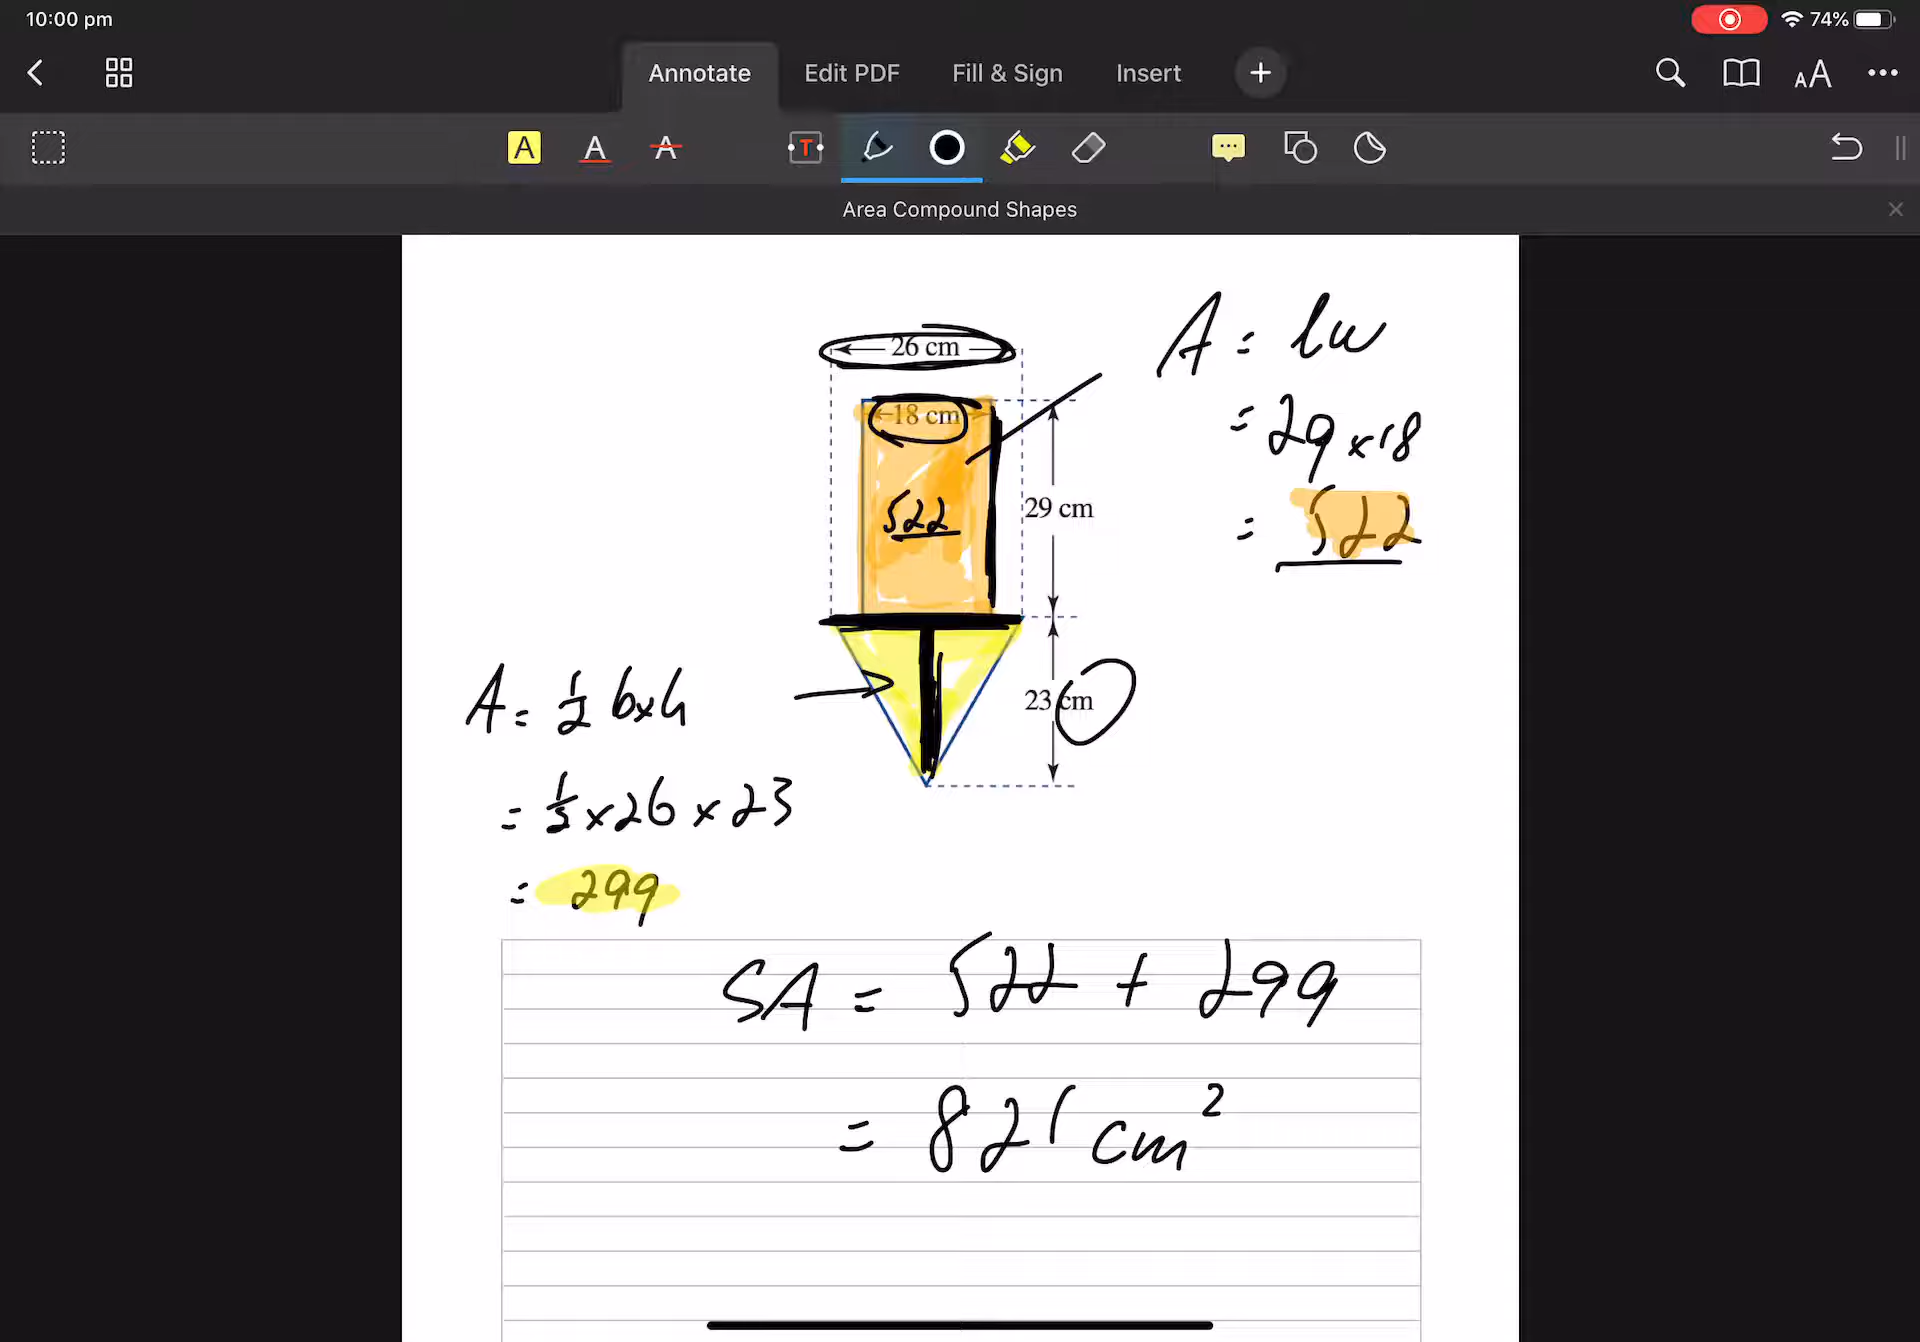 10:00 pm
74%
Annotate
Edit PDF
Fill & Sign
Insert
Area Compound Shapes
26 cm
18 cm
522
29 cm
23 cm
A = lw
= 29 x 18
= 522
A = 1/2 bxh
= 1/2 x 26 x 23
= 299
SA = 522 + 299
= 821 cm²